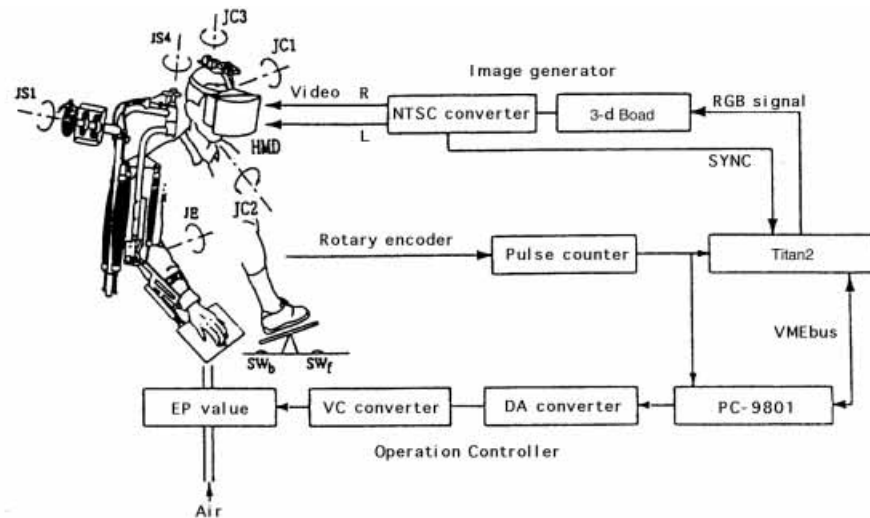 JC3
JS4
JC1
JS1
Image generator
Video R
NTSC converter
3-d Boad
RGB signal
L
HMD
SYNC
JC2
JE
Rotary encoder
Pulse counter
Titan2
VMEbus
SWb
SWf
EP value
VC converter
DA converter
PC-9801
Operation Controller
Air